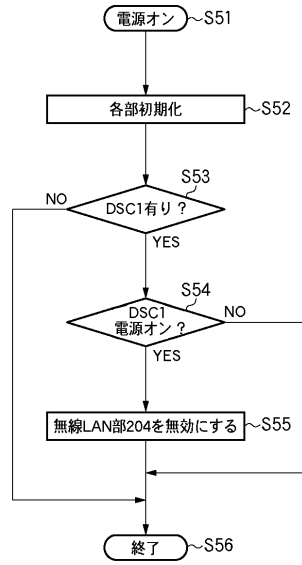 電源オン S51
各部初期化 S52
S53
DSC1有り？
NO
YES
S54
DSC1
電源オン？
NO
YES
無線LAN部204を無効にする S55
終了 S56